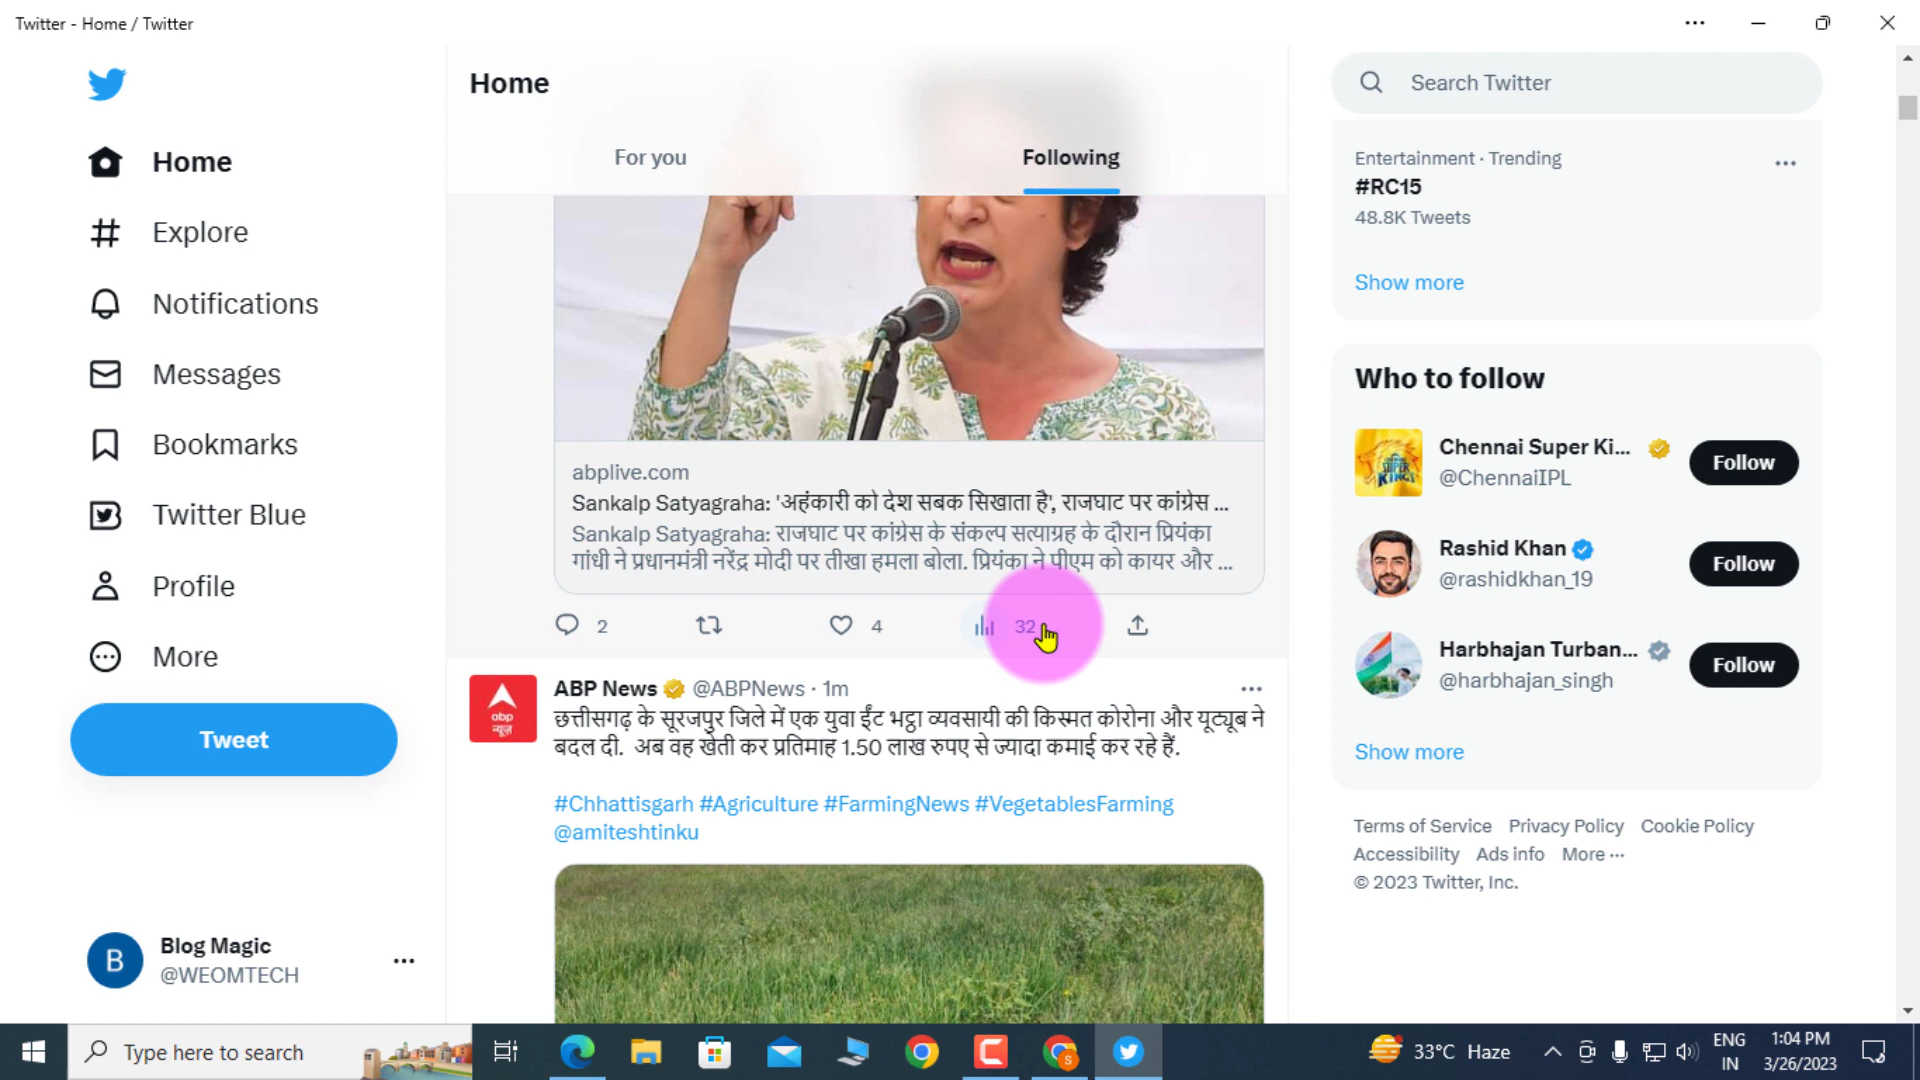 Twitter - Home / Twitter
Home
Explore
Notifications
Messages
Bookmarks
Twitter Blue
Profile
More
Tweet
Blog Magic
@WEOMTECH
B
Home
For you
Following
abplive.com
Sankalp Satyagraha: 'अहंकारी को देश सबक सिखाता है', राजघाट पर कांग्रेस ...
Sankalp Satyagraha: राजघाट पर कांग्रेस के संकल्प सत्याग्रह के दौरान प्रियंका
गांधी ने प्रधानमंत्री नरेंद्र मोदी पर तीखा हमला बोला. प्रियंका ने पीएम को कायर और ...
2
4
32
abp
न्यूज़
ABP News @ABPNews · 1m
छत्तीसगढ़ के सूरजपुर जिले में एक युवा ईंट भट्ठा व्यवसायी की किस्मत कोरोना और यूट्यूब ने
बदल दी. अब वह खेती कर प्रतिमाह 1.50 लाख रुपए से ज्यादा कमाई कर रहे हैं.
#Chhattisgarh #Agriculture #FarmingNews #VegetablesFarming
@amiteshtinku
Search Twitter
Entertainment · Trending
#RC15
48.8K Tweets
Show more
Who to follow
Chennai Super Ki...
@ChennaiIPL
Follow
Rashid Khan
@rashidkhan_19
Follow
Harbhajan Turban...
@harbhajan_singh
Follow
Show more
Terms of Service Privacy Policy Cookie Policy
Accessibility Ads info More ...
© 2023 Twitter, Inc.
Type here to search
33°C Haze
ENG
IN
1:04 PM
3/26/2023